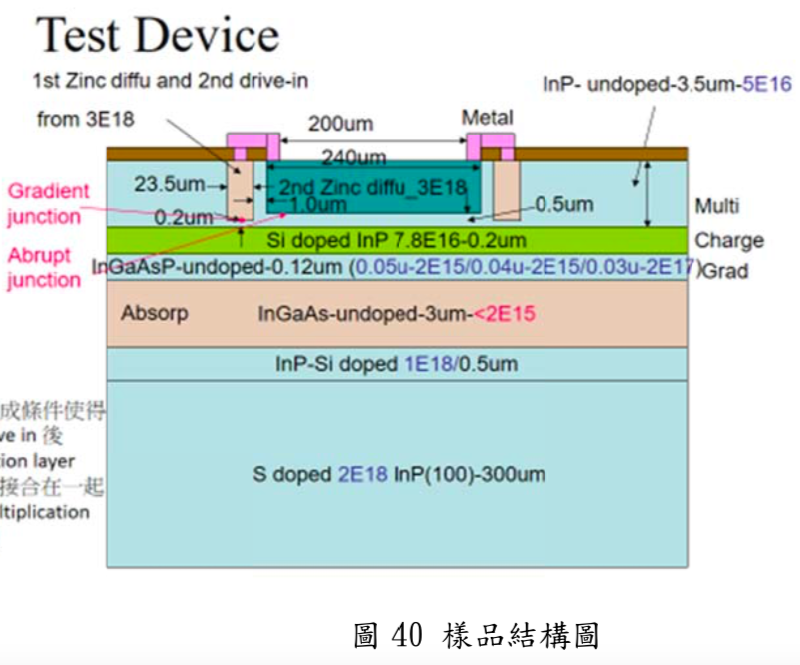 Test Device
1st Zinc diffu and 2nd drive-in
from 3E18
InP- undoped-3.5um-5E16
200um
Metal
240um
23.5um
2nd Zinc diffu_3E18
1.0um
0.5um
Gradient
junction
0.2um
Multi
Si doped InP 7.8E16-0.2um
Charge
Abrupt
junction
InGaAsP-undoped-0.12um (0.05u-2E15/0.04u-2E15/0.03u-2E17)
Grad
Absorp
InGaAs-undoped-3um-<2E15
InP-Si doped 1E18/0.5um
成條件使得
ve in 後
ion layer
接合在一起
ltiplication
S doped 2E18 InP(100)-300um
圖 40 樣品結構圖